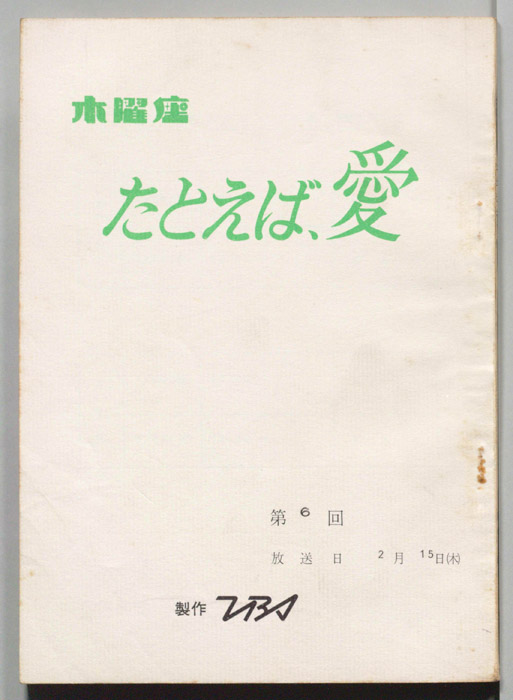 木曜座
たとえば、愛
第6回
放送日 2月15日(木)
製作 TBS